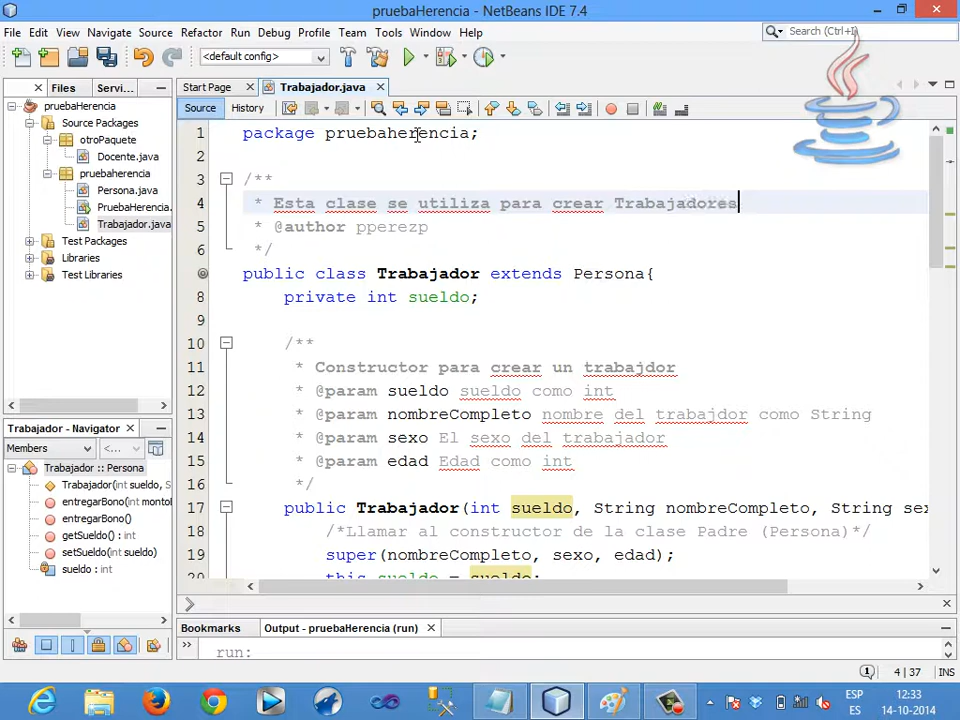 pruebaHerencia - NetBeans IDE 7.4
File Edit View Navigate Source Refactor Run Debug Profile Team Tools Window Help
Search (Ctrl+I)
<default config>
Files Servi...
Start Page Trabajador.java
pruebaHerencia
Source Packages
otroPaquete
Docente.java
pruebaherencia
Persona.java
PruebaHerencia.
Trabajador.java
Test Packages
Libraries
Test Libraries
Source History
1 package pruebaherencia;
2
3 /**
4 * Esta clase se utiliza para crear Trabajadores
5 * @author pperezp
6 */
7 public class Trabajador extends Persona{
8 private int sueldo;
9
10 /**
11 * Constructor para crear un trabajdor
12 * @param sueldo sueldo como int
13 * @param nombreCompleto nombre del trabajdor como String
14 * @param sexo El sexo del trabajador
15 * @param edad Edad como int
16 */
17 public Trabajador(int sueldo, String nombreCompleto, String sex
18 /*Llamar al constructor de la clase Padre (Persona)*/
19 super(nombreCompleto, sexo, edad);
20 this.sueldo = sueldo;
Trabajador - Navigator
Members <...
Trabajador :: Persona
Trabajador(int sueldo, S
entregarBono(int monto
entregarBono()
getSueldo() : int
setSueldo(int sueldo)
sueldo : int
Bookmarks Output - pruebaHerencia (run)
run:
4 | 37 INS
ESP 12:33
ES 14-10-2014